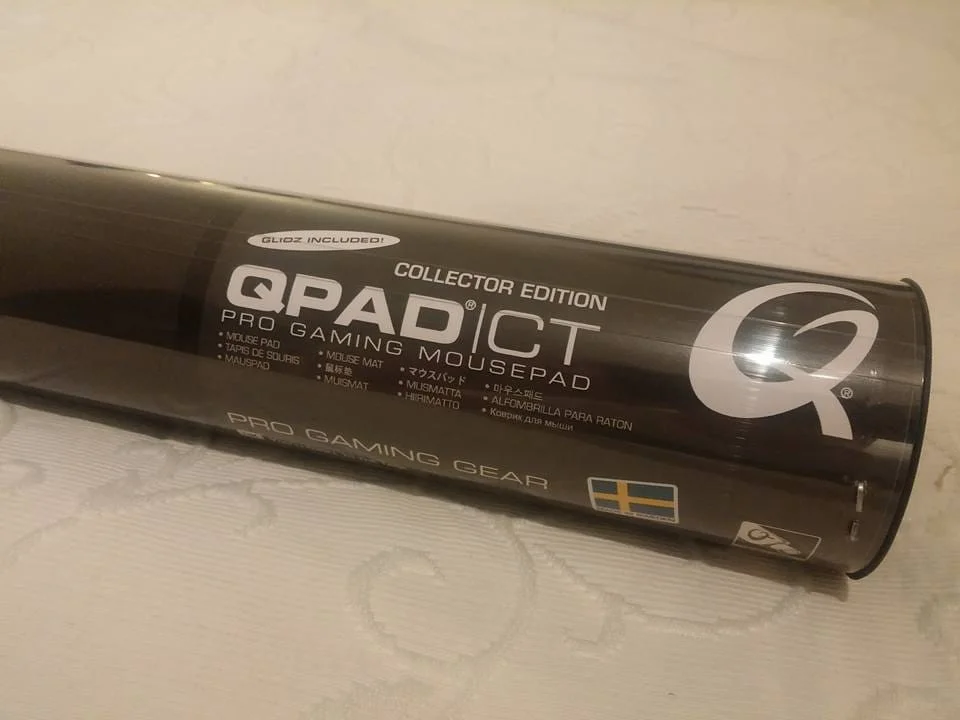 GLIDZ INCLUDED!
COLLECTOR EDITION
QPAD®|CT
PRO GAMING MOUSEPAD
• MOUSE PAD
• TAPIS DE SOURIS
• MAUSPAD
• MOUSE MAT
• 鼠标垫
• MUISMAT
• マウスパッド
• MUSMATTA
• HIIRIMATTO
• 마우스패드
• ALFOMBRILLA PARA RATON
• Коврик для мыши
PRO GAMING GEAR
Q®